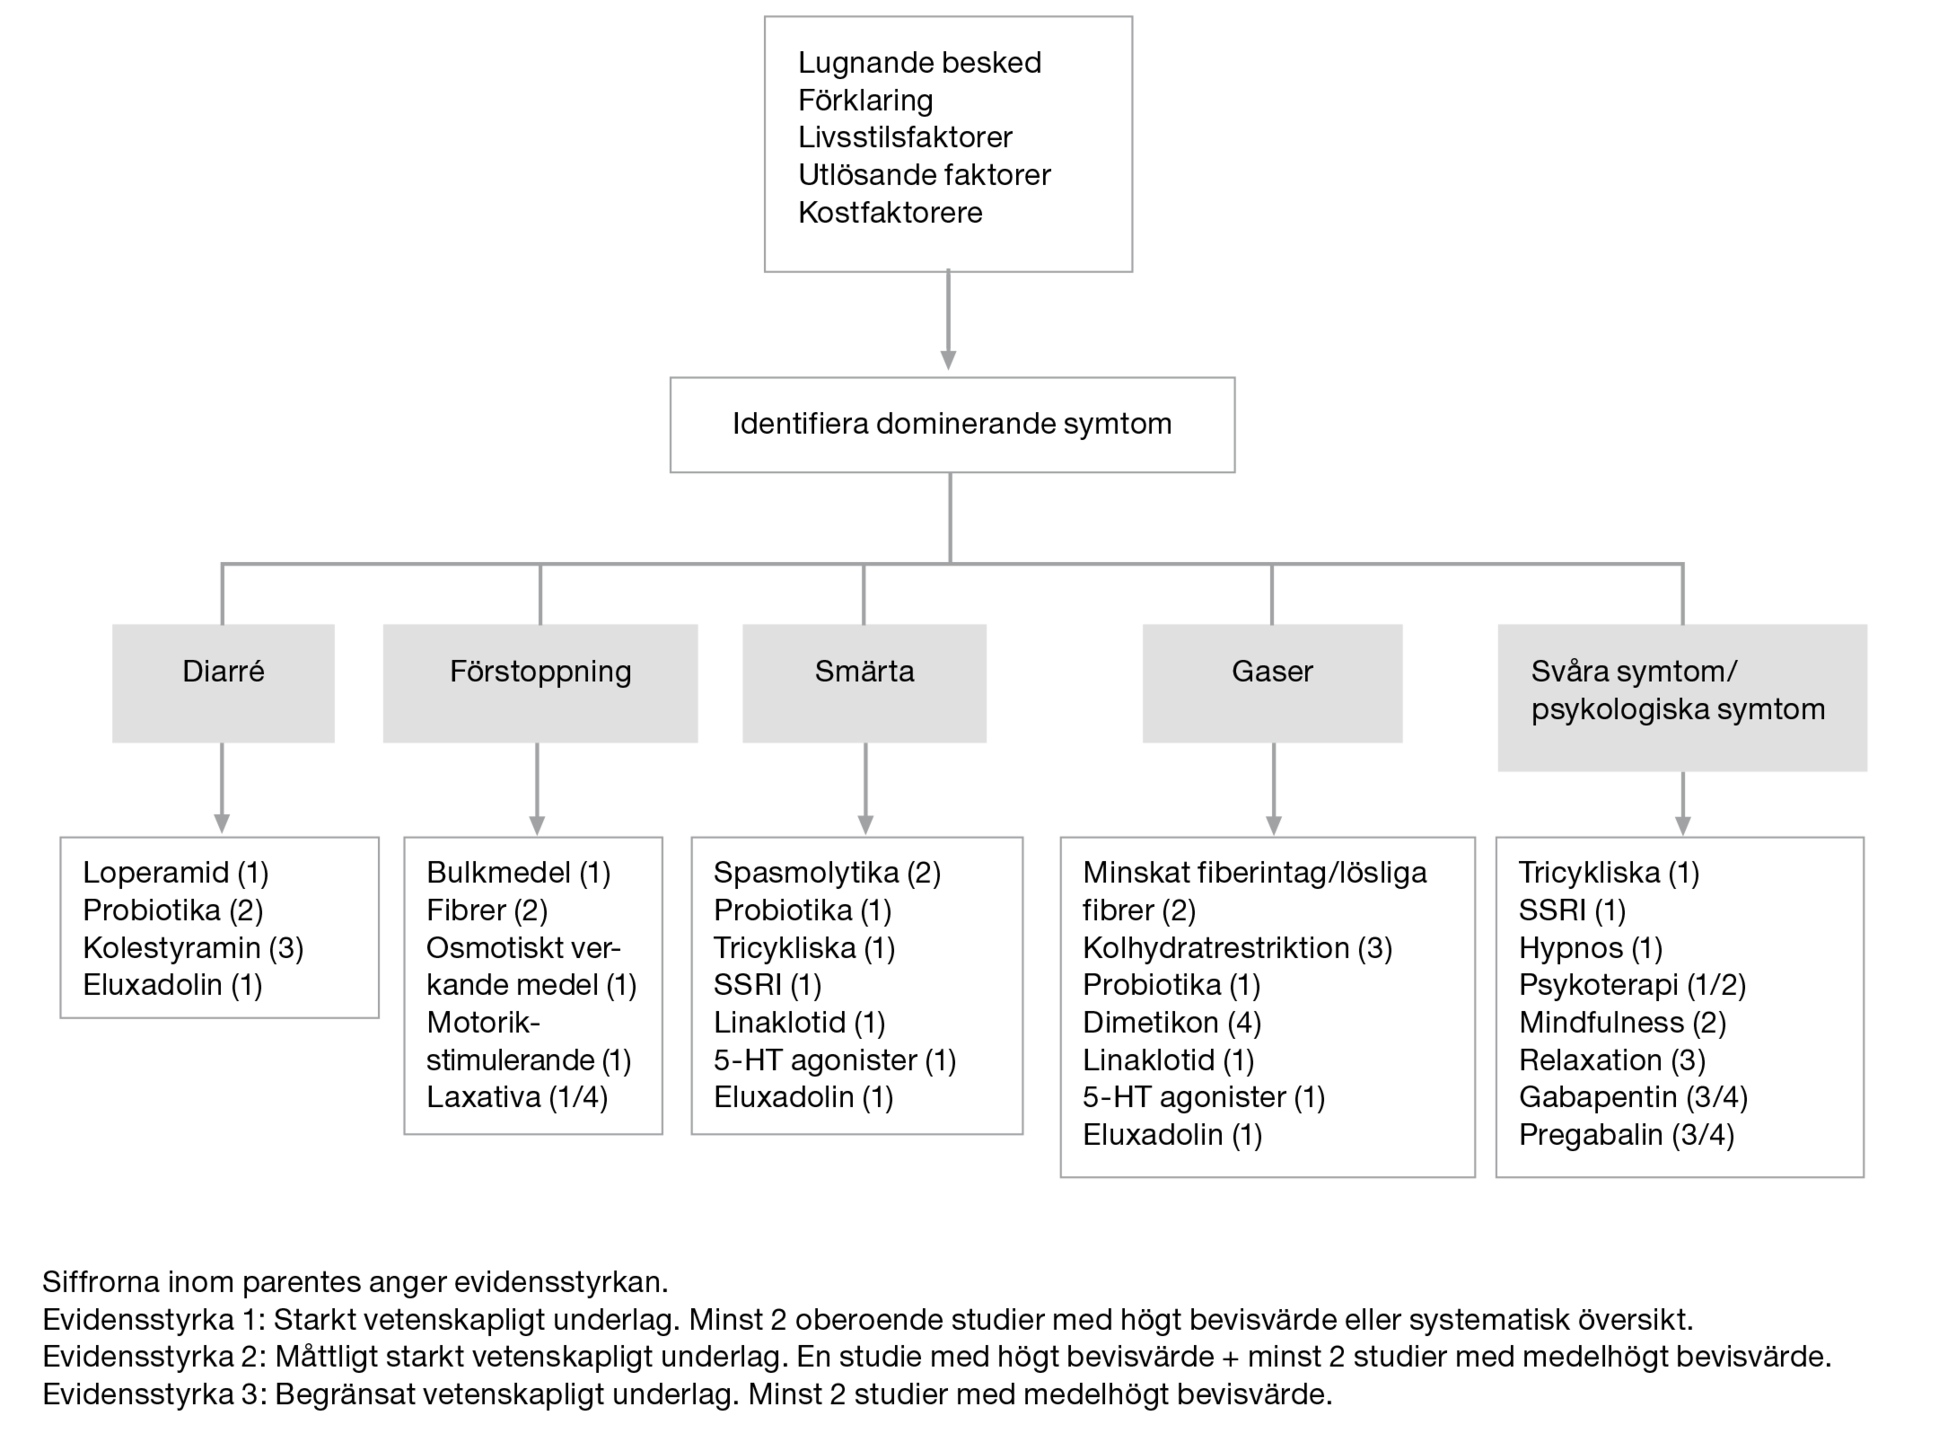 Lugnande besked
Förklaring
Livsstilsfaktorer
Utlösande faktorer
Kostfaktorere
Identifiera dominerande symtom
Diarré
Förstoppning
Smärta
Gaser
Svåra symtom/
psykologiska symtom
Loperamid (1)
Probiotika (2)
Kolestyramin (3)
Eluxadolin (1)
Bulkmedel (1)
Fibrer (2)
Osmotiskt ver-
kande medel (1)
Motorik-
stimulerande (1)
Laxativa (1/4)
Spasmolytika (2)
Probiotika (1)
Tricykliska (1)
SSRI (1)
Linaklotid (1)
5-HT agonister (1)
Eluxadolin (1)
Minskat fiberintag/lösliga
fibrer (2)
Kolhydratrestriktion (3)
Probiotika (1)
Dimetikon (4)
Linaklotid (1)
5-HT agonister (1)
Eluxadolin (1)
Tricykliska (1)
SSRI (1)
Hypnos (1)
Psykoterapi (1/2)
Mindfulness (2)
Relaxation (3)
Gabapentin (3/4)
Pregabalin (3/4)
Siffrorna inom parentes anger evidensstyrkan.
Evidensstyrka 1: Starkt vetenskapligt underlag. Minst 2 oberoende studier med högt bevisvärde eller systematisk översikt.
Evidensstyrka 2: Måttligt starkt vetenskapligt underlag. En studie med högt bevisvärde + minst 2 studier med medelhögt bevisvärde.
Evidensstyrka 3: Begränsat vetenskapligt underlag. Minst 2 studier med medelhögt bevisvärde.